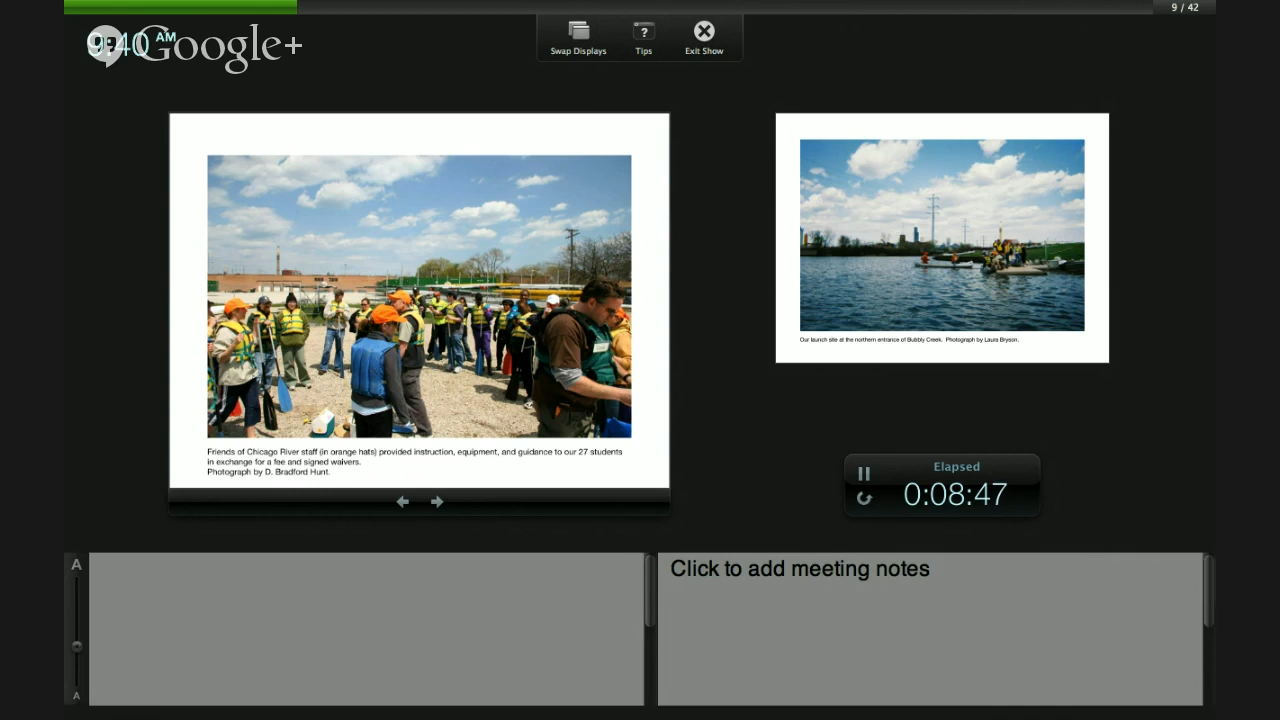 9 / 42
9:40 AM
Google+
Swap Displays
Tips
Exit Show
Friends of Chicago River staff (in orange hats) provided instruction, equipment, and guidance to our 27 students
in exchange for a fee and signed waivers.
Photograph by D. Bradford Hunt.
Our launch site at the northern entrance of Bubbly Creek. Photograph by Laura Bryson.
Elapsed
0:08:47
A
A
Click to add meeting notes